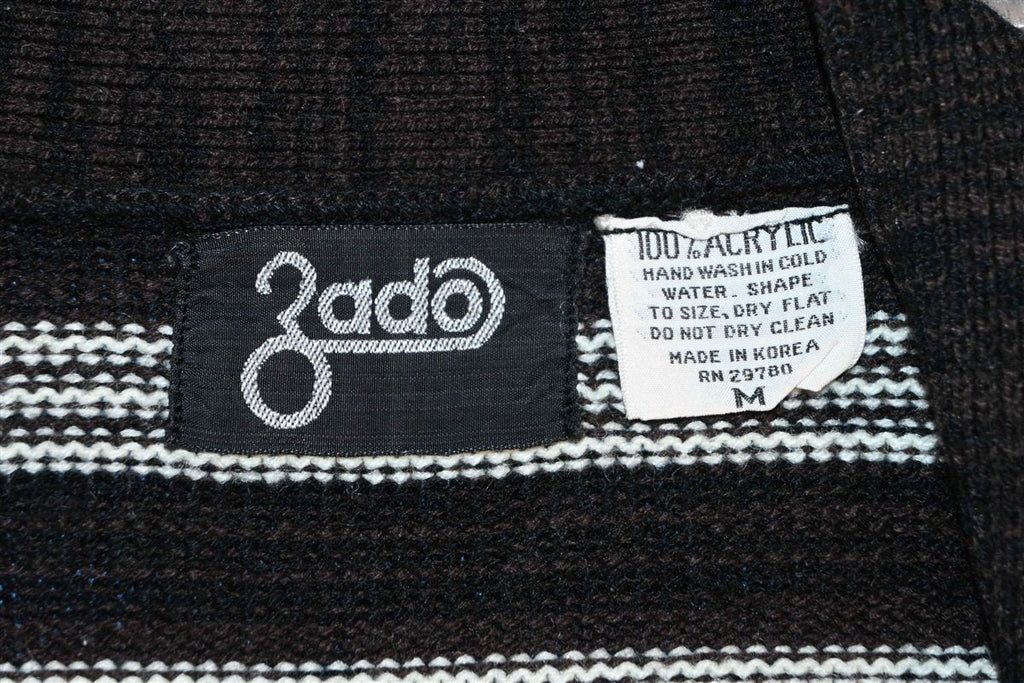 zado
100% ACRYLIC
HAND WASH IN COLD
WATER. SHAPE
TO SIZE, DRY FLAT
DO NOT DRY CLEAN
MADE IN KOREA
RN 29780
M